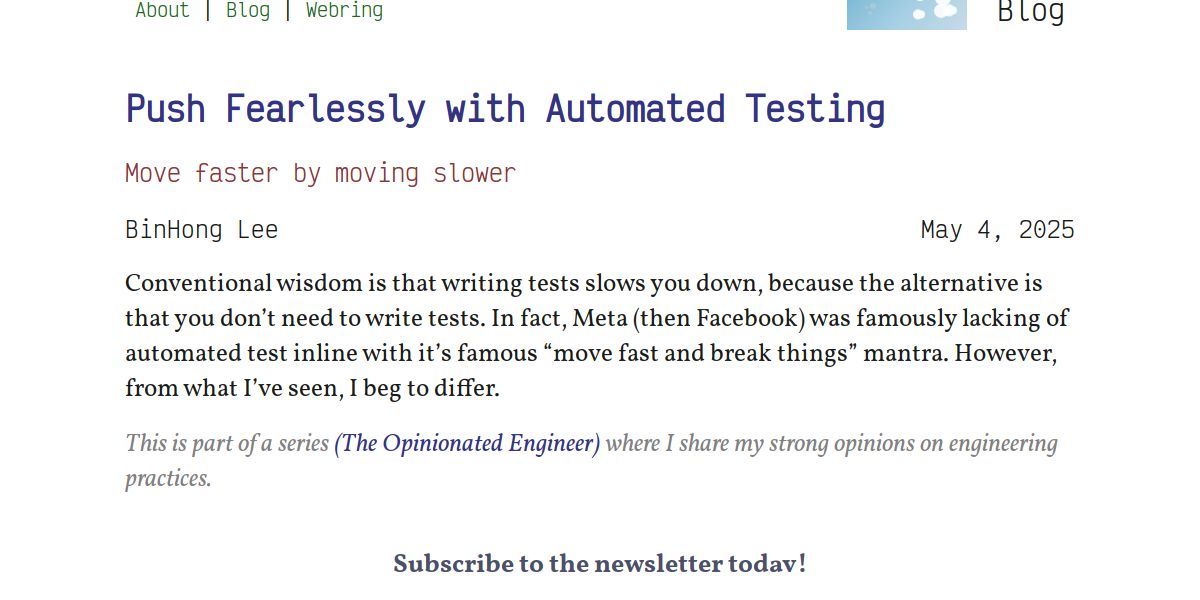 About | Blog | Webring
Blog
Push Fearlessly with Automated Testing
Move faster by moving slower
BinHong Lee
May 4, 2025
Conventional wisdom is that writing tests slows you down, because the alternative is
that you don’t need to write tests. In fact, Meta (then Facebook) was famously lacking of
automated test inline with it’s famous “move fast and break things” mantra. However,
from what I’ve seen, I beg to differ.
This is part of a series (The Opinionated Engineer) where I share my strong opinions on engineering
practices.
Subscribe to the newsletter today!